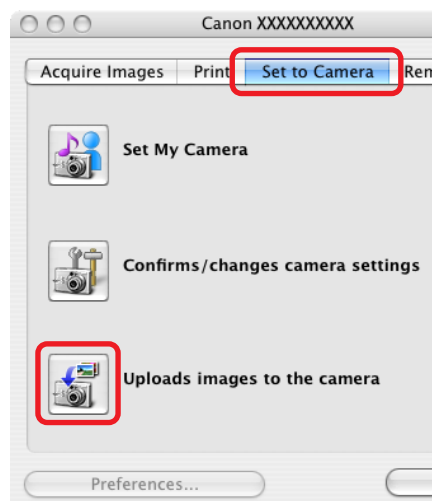 Canon XXXXXXXXXX
Acquire Images Print Set to Camera
Set My Camera
Confirms/changes camera settings
Uploads images to the camera
Preferences...